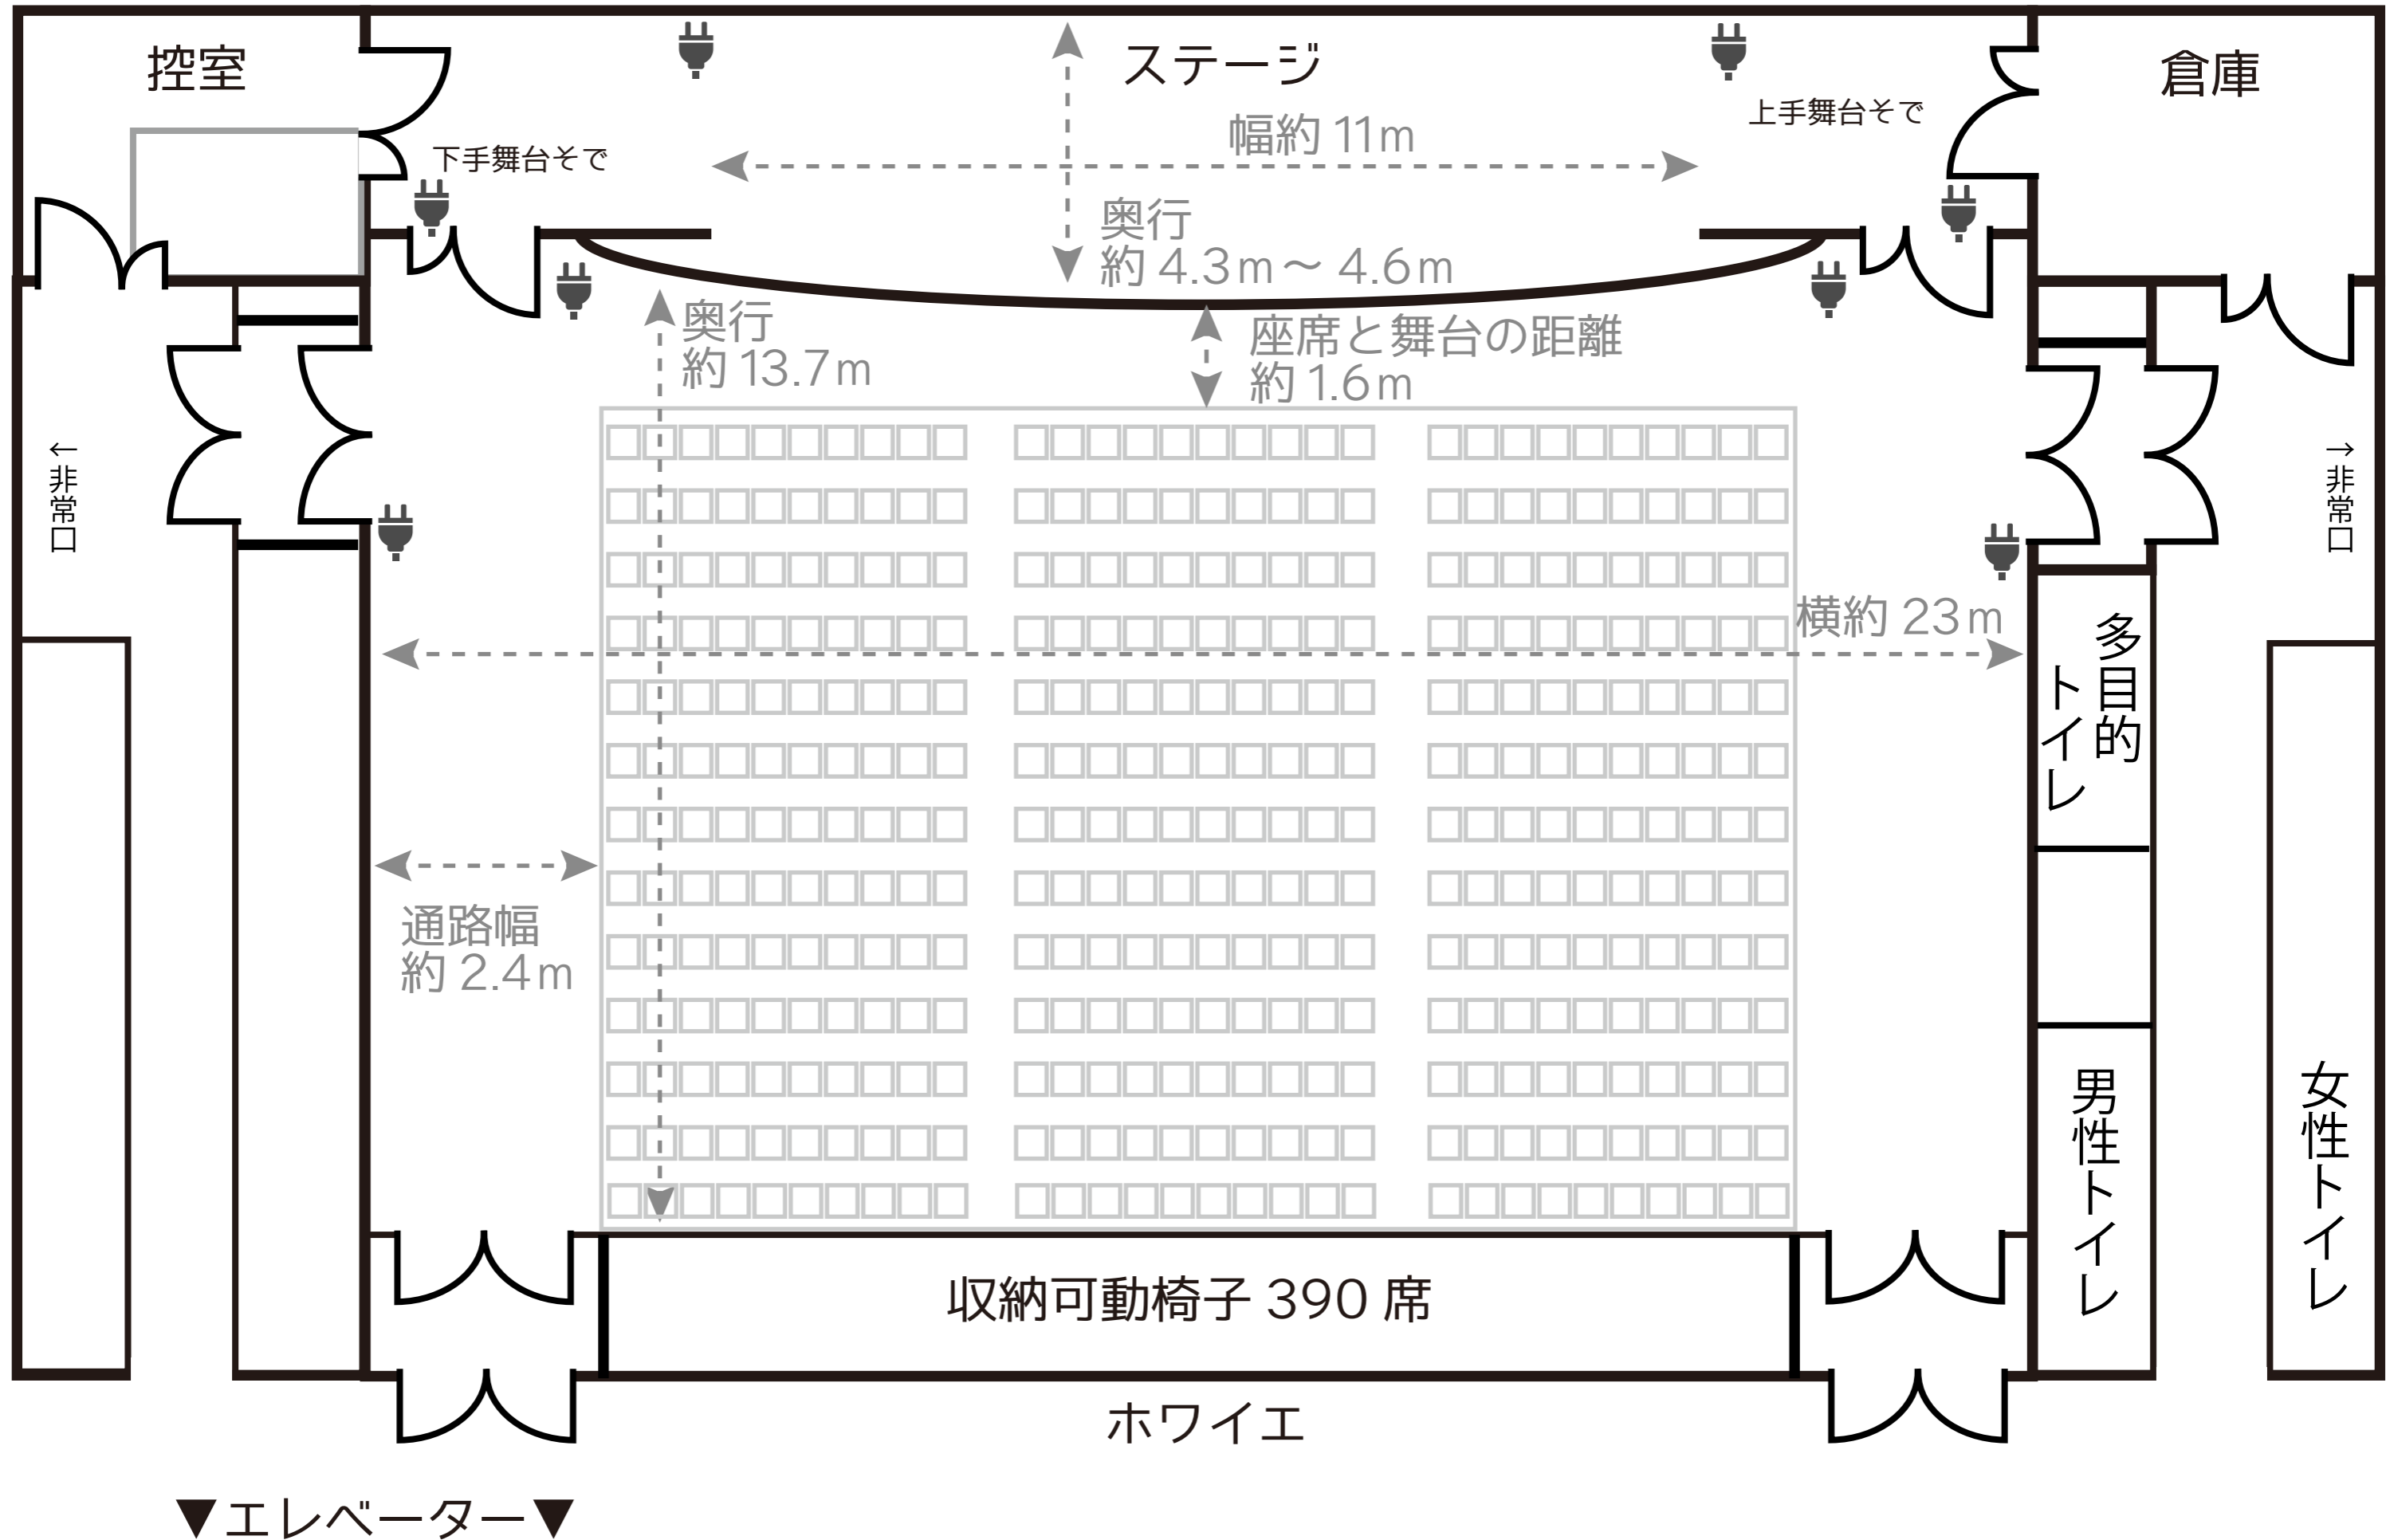 控室
ステージ
倉庫
幅約 11m
上手舞台そで
下手舞台そで
奥行
約 4.3m〜 4.6m
奥行
約 13.7m
座席と舞台の距離
約 1.6m
←非常口
→非常口
横約 23m
多目的
トイレ
通路幅
約 2.4m
男性トイレ
女性トイレ
収納可動椅子 390 席
ホワイエ
▼エレベーター▼